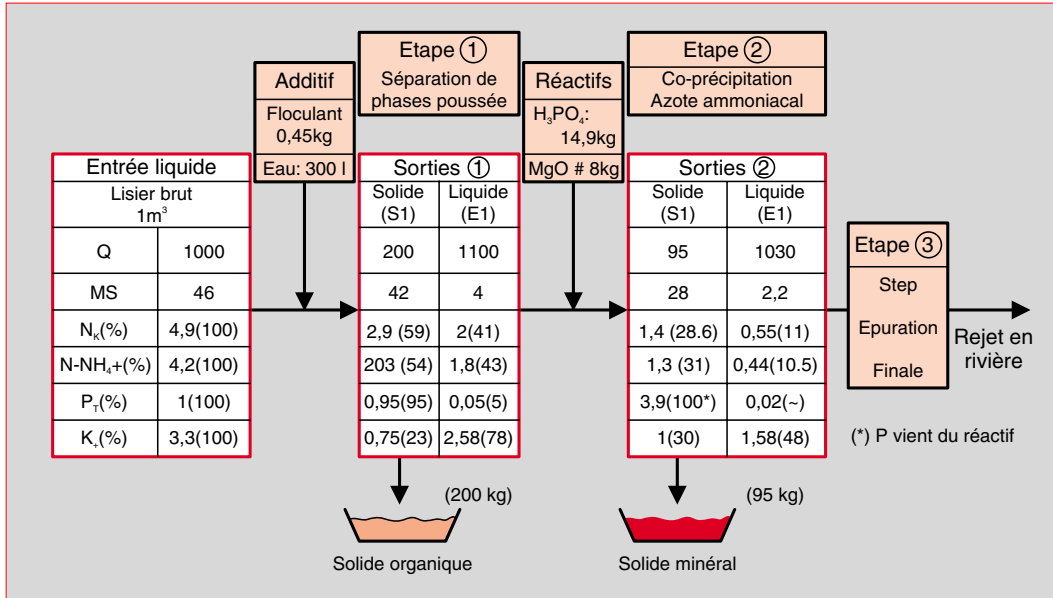 Etape ①
Séparation de
phases poussée
Etape ②
Co-précipitation
Azote ammoniacal
Additif
Floculant
0,45kg
Eau: 300 l
Réactifs
H₃PO₄:
14,9kg
MgO # 8kg
Entrée liquide
Lisier brut
1m³
Q 1000
MS 46
Nₖ(%) 4,9(100)
N-NH₄+(%) 4,2(100)
P_T(%) 1(100)
K₊(%) 3,3(100)
Sorties ①
Solide (S1) Liquide (E1)
200 1100
42 4
2,9 (59) 2(41)
203 (54) 1,8(43)
0,95(95) 0,05(5)
0,75(23) 2,58(78)
Sorties ②
Solide (S1) Liquide (E1)
95 1030
28 2,2
1,4 (28.6) 0,55(11)
1,3 (31) 0,44(10.5)
3,9(100*) 0,02(~)
1(30) 1,58(48)
Etape ③
Step
Epuration
Finale
Rejet en
rivière
(*) P vient du réactif
(200 kg)
Solide organique
(95 kg)
Solide minéral